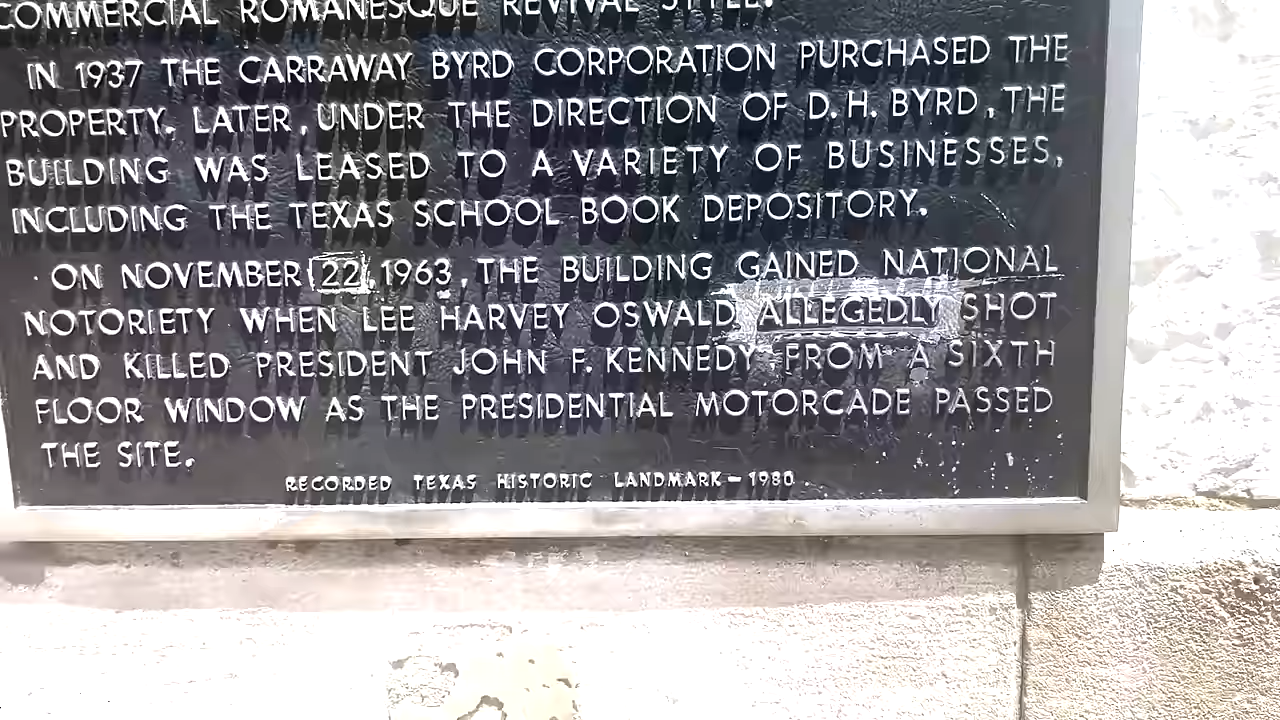 COMMERCIAL ROMANESQUE REVIVAL STYLE.
IN 1937 THE CARRAWAY BYRD CORPORATION PURCHASED THE
PROPERTY. LATER, UNDER THE DIRECTION OF D.H. BYRD, THE
BUILDING WAS LEASED TO A VARIETY OF BUSINESSES,
INCLUDING THE TEXAS SCHOOL BOOK DEPOSITORY.
ON NOVEMBER 22, 1963, THE BUILDING GAINED NATIONAL
NOTORIETY WHEN LEE HARVEY OSWALD ALLEGEDLY SHOT
AND KILLED PRESIDENT JOHN F. KENNEDY FROM A SIXTH
FLOOR WINDOW AS THE PRESIDENTIAL MOTORCADE PASSED
THE SITE.
RECORDED TEXAS HISTORIC LANDMARK – 1980.